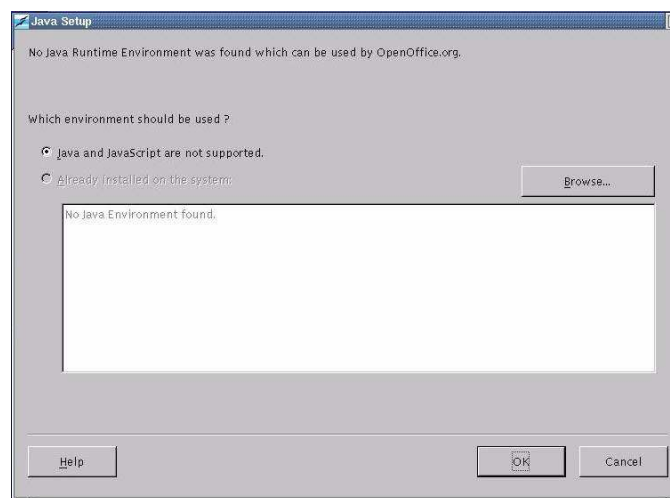 Java Setup
No Java Runtime Environment was found which can be used by OpenOffice.org.
Which environment should be used ?
Java and JavaScript are not supported.
Already installed on the system:
Browse...
No Java Environment found.
Help
OK
Cancel